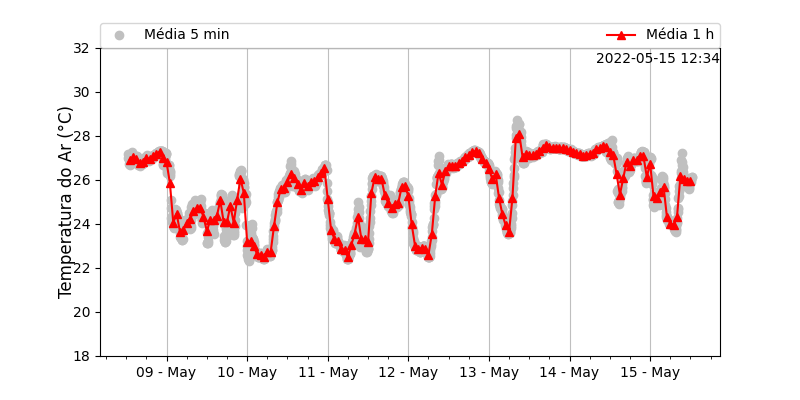 Média 5 min
Média 1 h
2022-05-15 12:34
Temperatura do Ar (°C)
32
30
28
26
24
22
20
18
09 - May
10 - May
11 - May
12 - May
13 - May
14 - May
15 - May